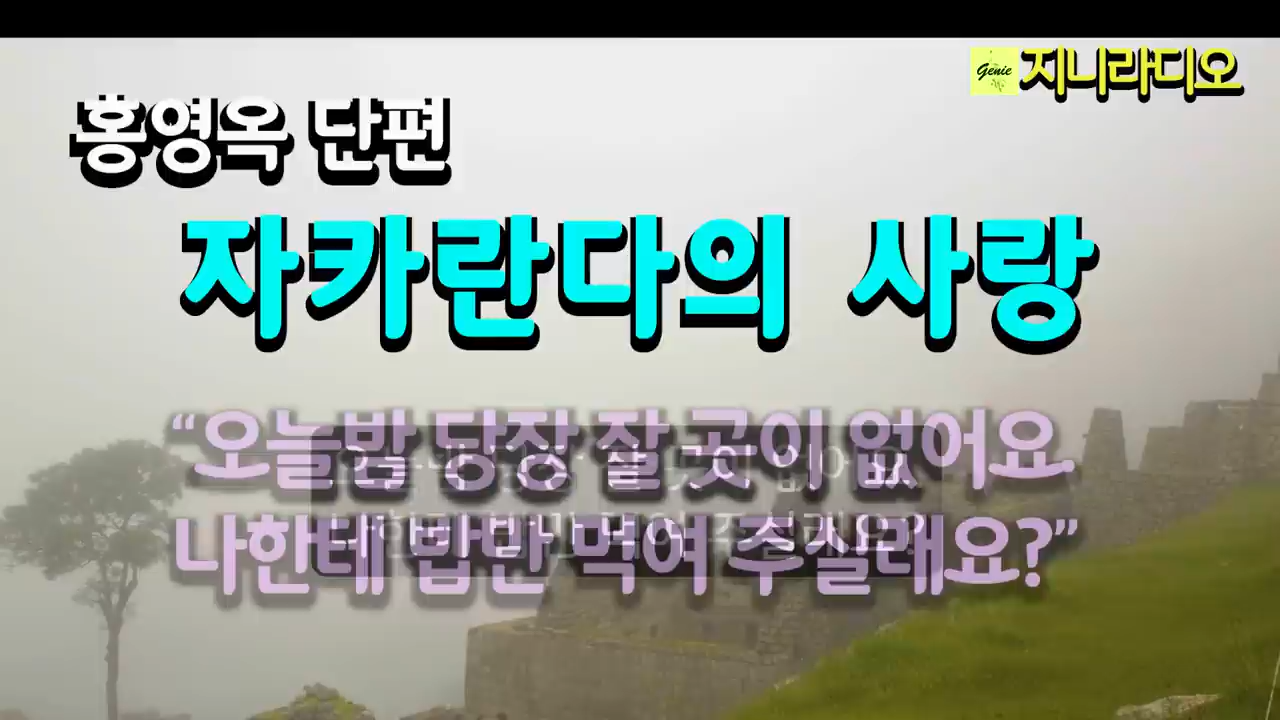 Genie 지니라디오
홍영옥 단편
자카란다의 사랑
“오늘밤 당장 잘 곳이 없어요.
나한테 밥만 먹여 주실래요?”